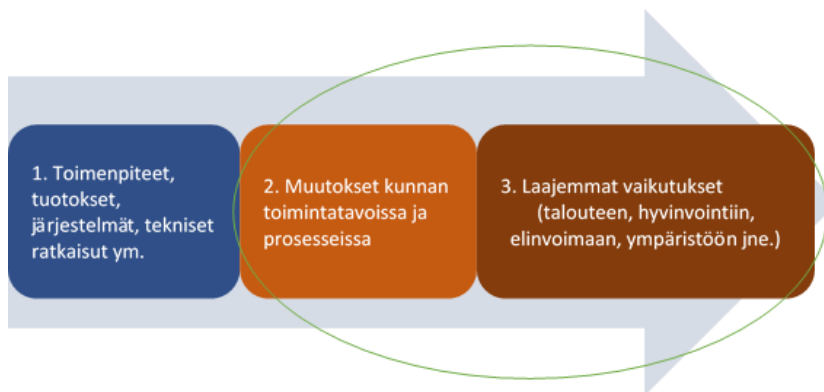 1. Toimenpiteet,
tuotokset,
järjestelmät, tekniset
ratkaisut ym.
2. Muutokset kunnan
toimintatavoissa ja
prosesseissa
3. Laajemmat vaikutukset
(talouteen, hyvinvointiin,
elinvoimaan, ympäristöön jne.)